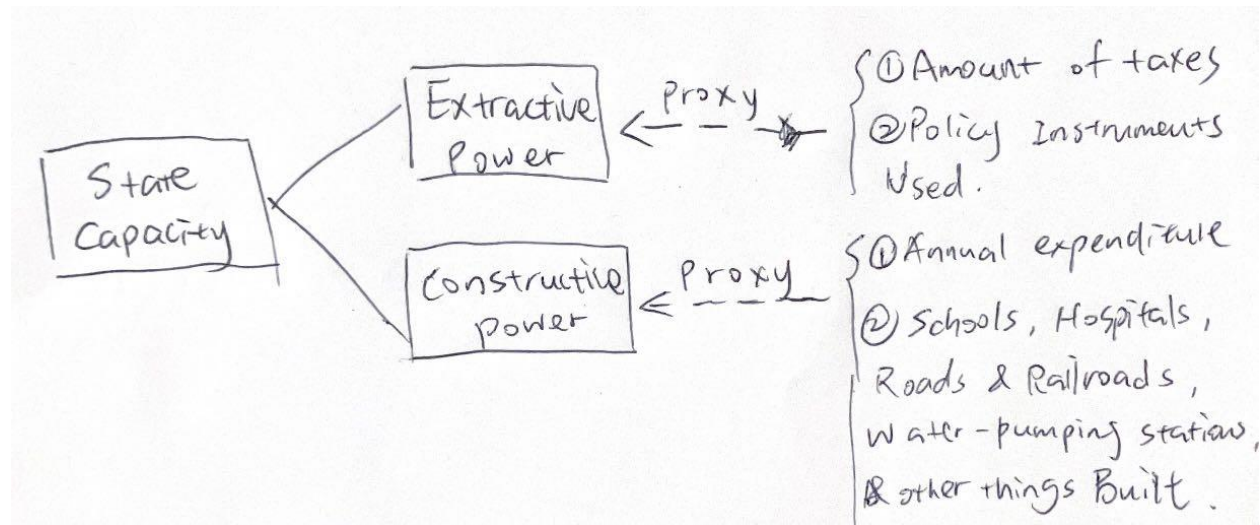 State
Capacity
Extractive
Power
Proxy
① Amount of taxes
② Policy Instruments
Used.
Constructive
power
Proxy
① Annual expenditure
② Schools, Hospitals,
Roads & Railroads,
Water-pumping stations,
& other things Built.